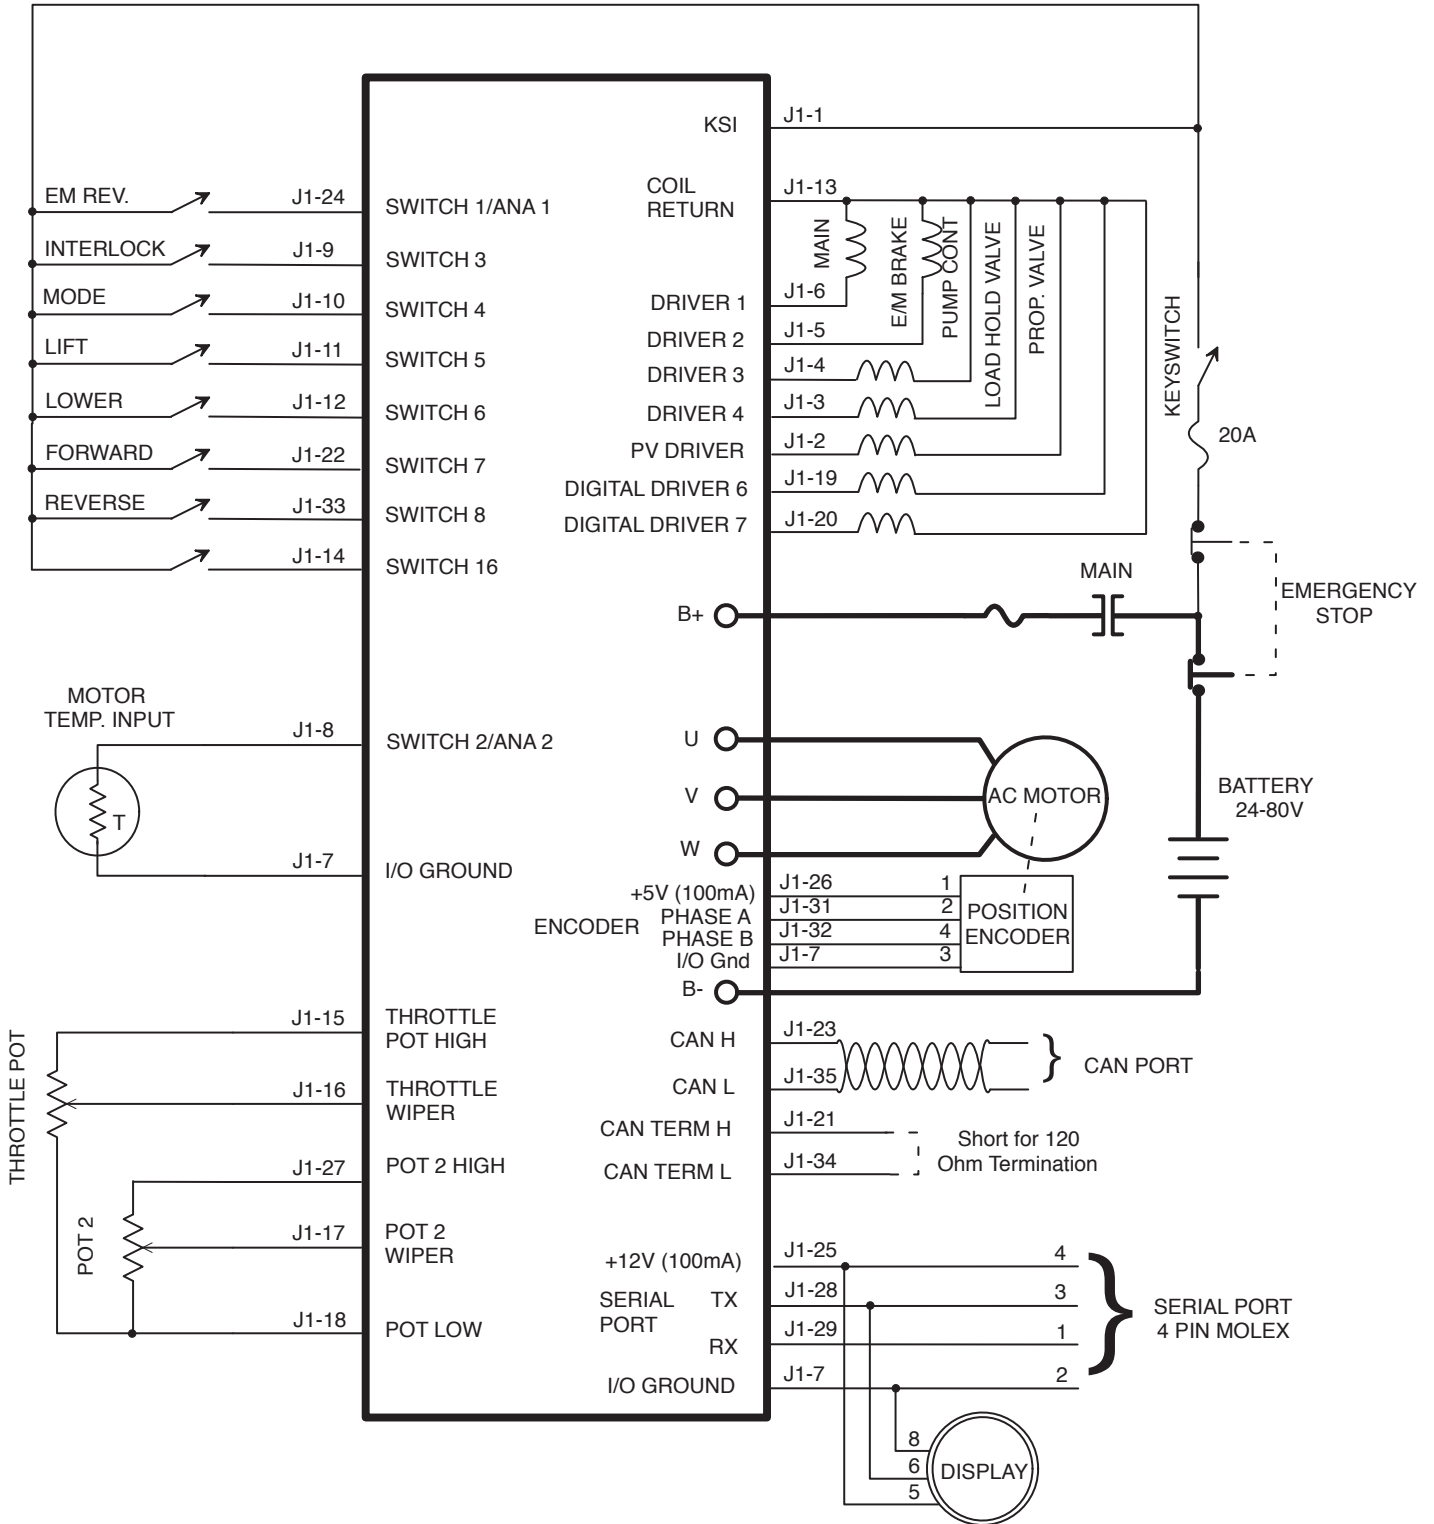 KSI
J1-1
COIL
RETURN
J1-13
EM REV.
J1-24
SWITCH 1/ANA 1
INTERLOCK
J1-9
SWITCH 3
MODE
J1-10
SWITCH 4
LIFT
J1-11
SWITCH 5
LOWER
J1-12
SWITCH 6
FORWARD
J1-22
SWITCH 7
REVERSE
J1-33
SWITCH 8
J1-14
SWITCH 16
MAIN
E/M BRAKE
PUMP CONT
LOAD HOLD VALVE
PROP. VALVE
DRIVER 1
J1-6
DRIVER 2
J1-5
DRIVER 3
J1-4
DRIVER 4
J1-3
PV DRIVER
J1-2
DIGITAL DRIVER 6
J1-19
DIGITAL DRIVER 7
J1-20
KEYSWITCH
20A
MAIN
EMERGENCY
STOP
B+
MOTOR
TEMP. INPUT
T
J1-8
SWITCH 2/ANA 2
J1-7
I/O GROUND
U
V
W
AC MOTOR
BATTERY
24-80V
ENCODER
+5V (100mA)
J1-26
1
PHASE A
J1-31
2
PHASE B
J1-32
4
I/O Gnd
J1-7
3
POSITION
ENCODER
B-
THROTTLE POT
J1-15
THROTTLE
POT HIGH
J1-16
THROTTLE
WIPER
POT 2
J1-27
POT 2 HIGH
J1-17
POT 2
WIPER
J1-18
POT LOW
CAN H
J1-23
CAN L
J1-35
CAN PORT
CAN TERM H
J1-21
CAN TERM L
J1-34
Short for 120
Ohm Termination
+12V (100mA)
J1-25
4
SERIAL
PORT
TX
J1-28
3
RX
J1-29
1
I/O GROUND
J1-7
2
SERIAL PORT
4 PIN MOLEX
8
6
5
DISPLAY